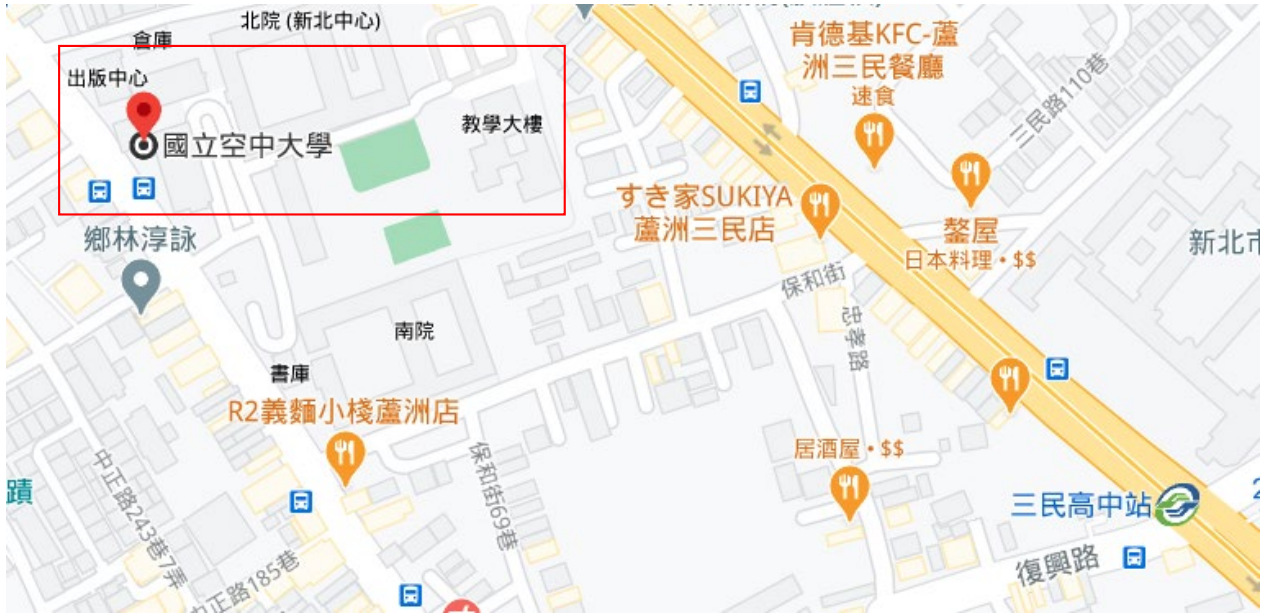 北院 (新北中心)
倉庫
出版中心
國立空中大學
教學大樓
鄉林淳詠
南院
書庫
R2義麵小棧蘆洲店
肯德基KFC-蘆
洲三民餐廳
速食
三民路110巷
すき家SUKIYA
蘆洲三民店
鏊屋
日本料理・$$
新北市
保和街
忠孝路
居酒屋・$$
保和街69巷
中正路243巷7弄
中正路185巷
蹟
三民高中站
復興路
2